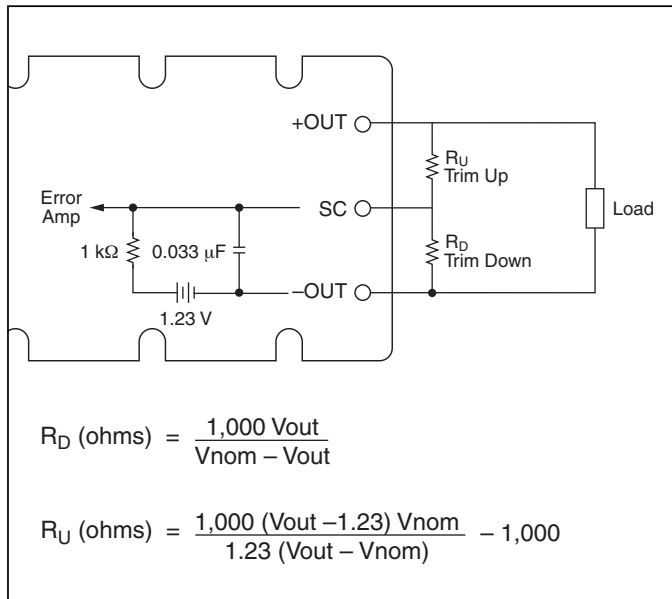 +OUT
R_U
Trim Up
Error
Amp
SC
Load
1 kΩ
0.033 μF
R_D
Trim Down
–OUT
1.23 V
R_D (ohms) = 1,000 Vout / Vnom – Vout
R_U (ohms) = 1,000 (Vout –1.23) Vnom / 1.23 (Vout – Vnom) – 1,000